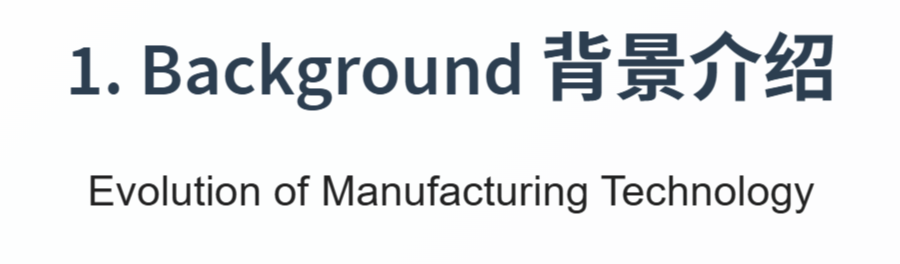 1. Background 背景介绍
Evolution of Manufacturing Technology